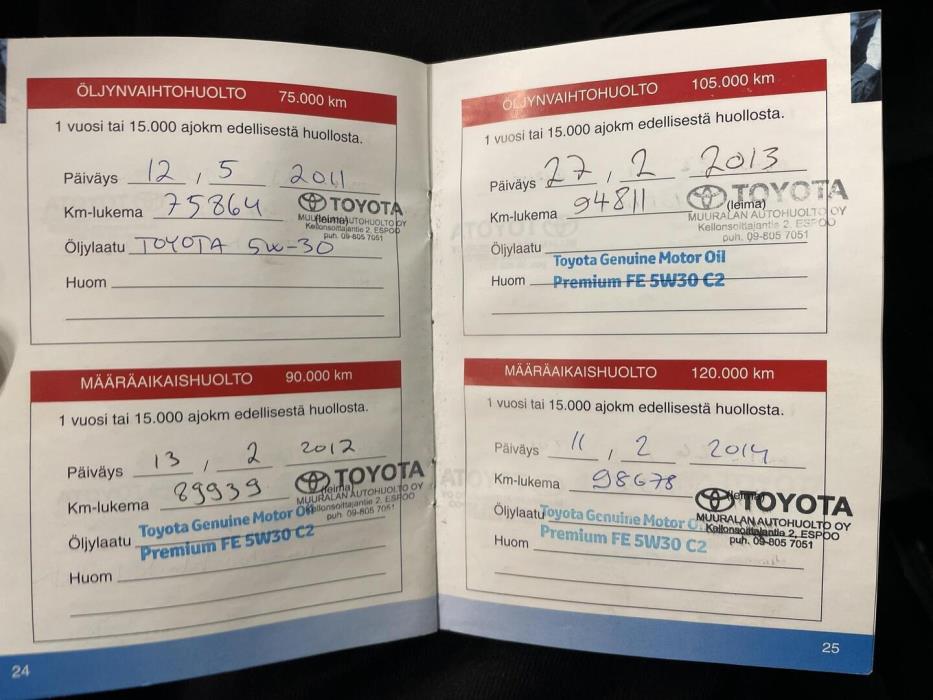 ÖLJYNVAIHTOHUOLTO 75.000 km
1 vuosi tai 15.000 ajokm edellisestä huollosta.
Päiväys 12, 5 2011
Km-lukema 75864
TOYOTA
(leima)
MUURALAN AUTOHUOLTO OY
Kellonsoittajantie 2, ESPOO
puh. 09-805 7051
Öljylaatu TOYOTA 5W-30
Huom
MÄÄRÄAIKAISHUOLTO 90.000 km
1 vuosi tai 15.000 ajokm edellisestä huollosta.
Päiväys 13, 2 2012
Km-lukema 89939
TOYOTA
(leima)
MUURALAN AUTOHUOLTO OY
Kellonsoittajantie 2, ESPOO
puh. 09-805 7051
Öljylaatu Toyota Genuine Motor Oil
Premium FE 5W30 C2
Huom
24
ÖLJYNVAIHTOHUOLTO 105.000 km
1 vuosi tai 15.000 ajokm edellisestä huollosta.
Päiväys 27, 2 2013
Km-lukema 94811
TOYOTA
(leima)
MUURALAN AUTOHUOLTO OY
Kellonsoittajantie 2, ESPOO
puh. 09-805 7051
Öljylaatu
Toyota Genuine Motor Oil
Huom Premium FE 5W30 C2
MÄÄRÄAIKAISHUOLTO 120.000 km
1 vuosi tai 15.000 ajokm edellisestä huollosta.
Päiväys 11, 2 2014
Km-lukema 98678
TOYOTA
(leima)
MUURALAN AUTOHUOLTO OY
Kellonsoittajantie 2, ESPOO
puh. 09-805 7051
Öljylaatu Toyota Genuine Motor Oil
Premium FE 5W30 C2
Huom
25